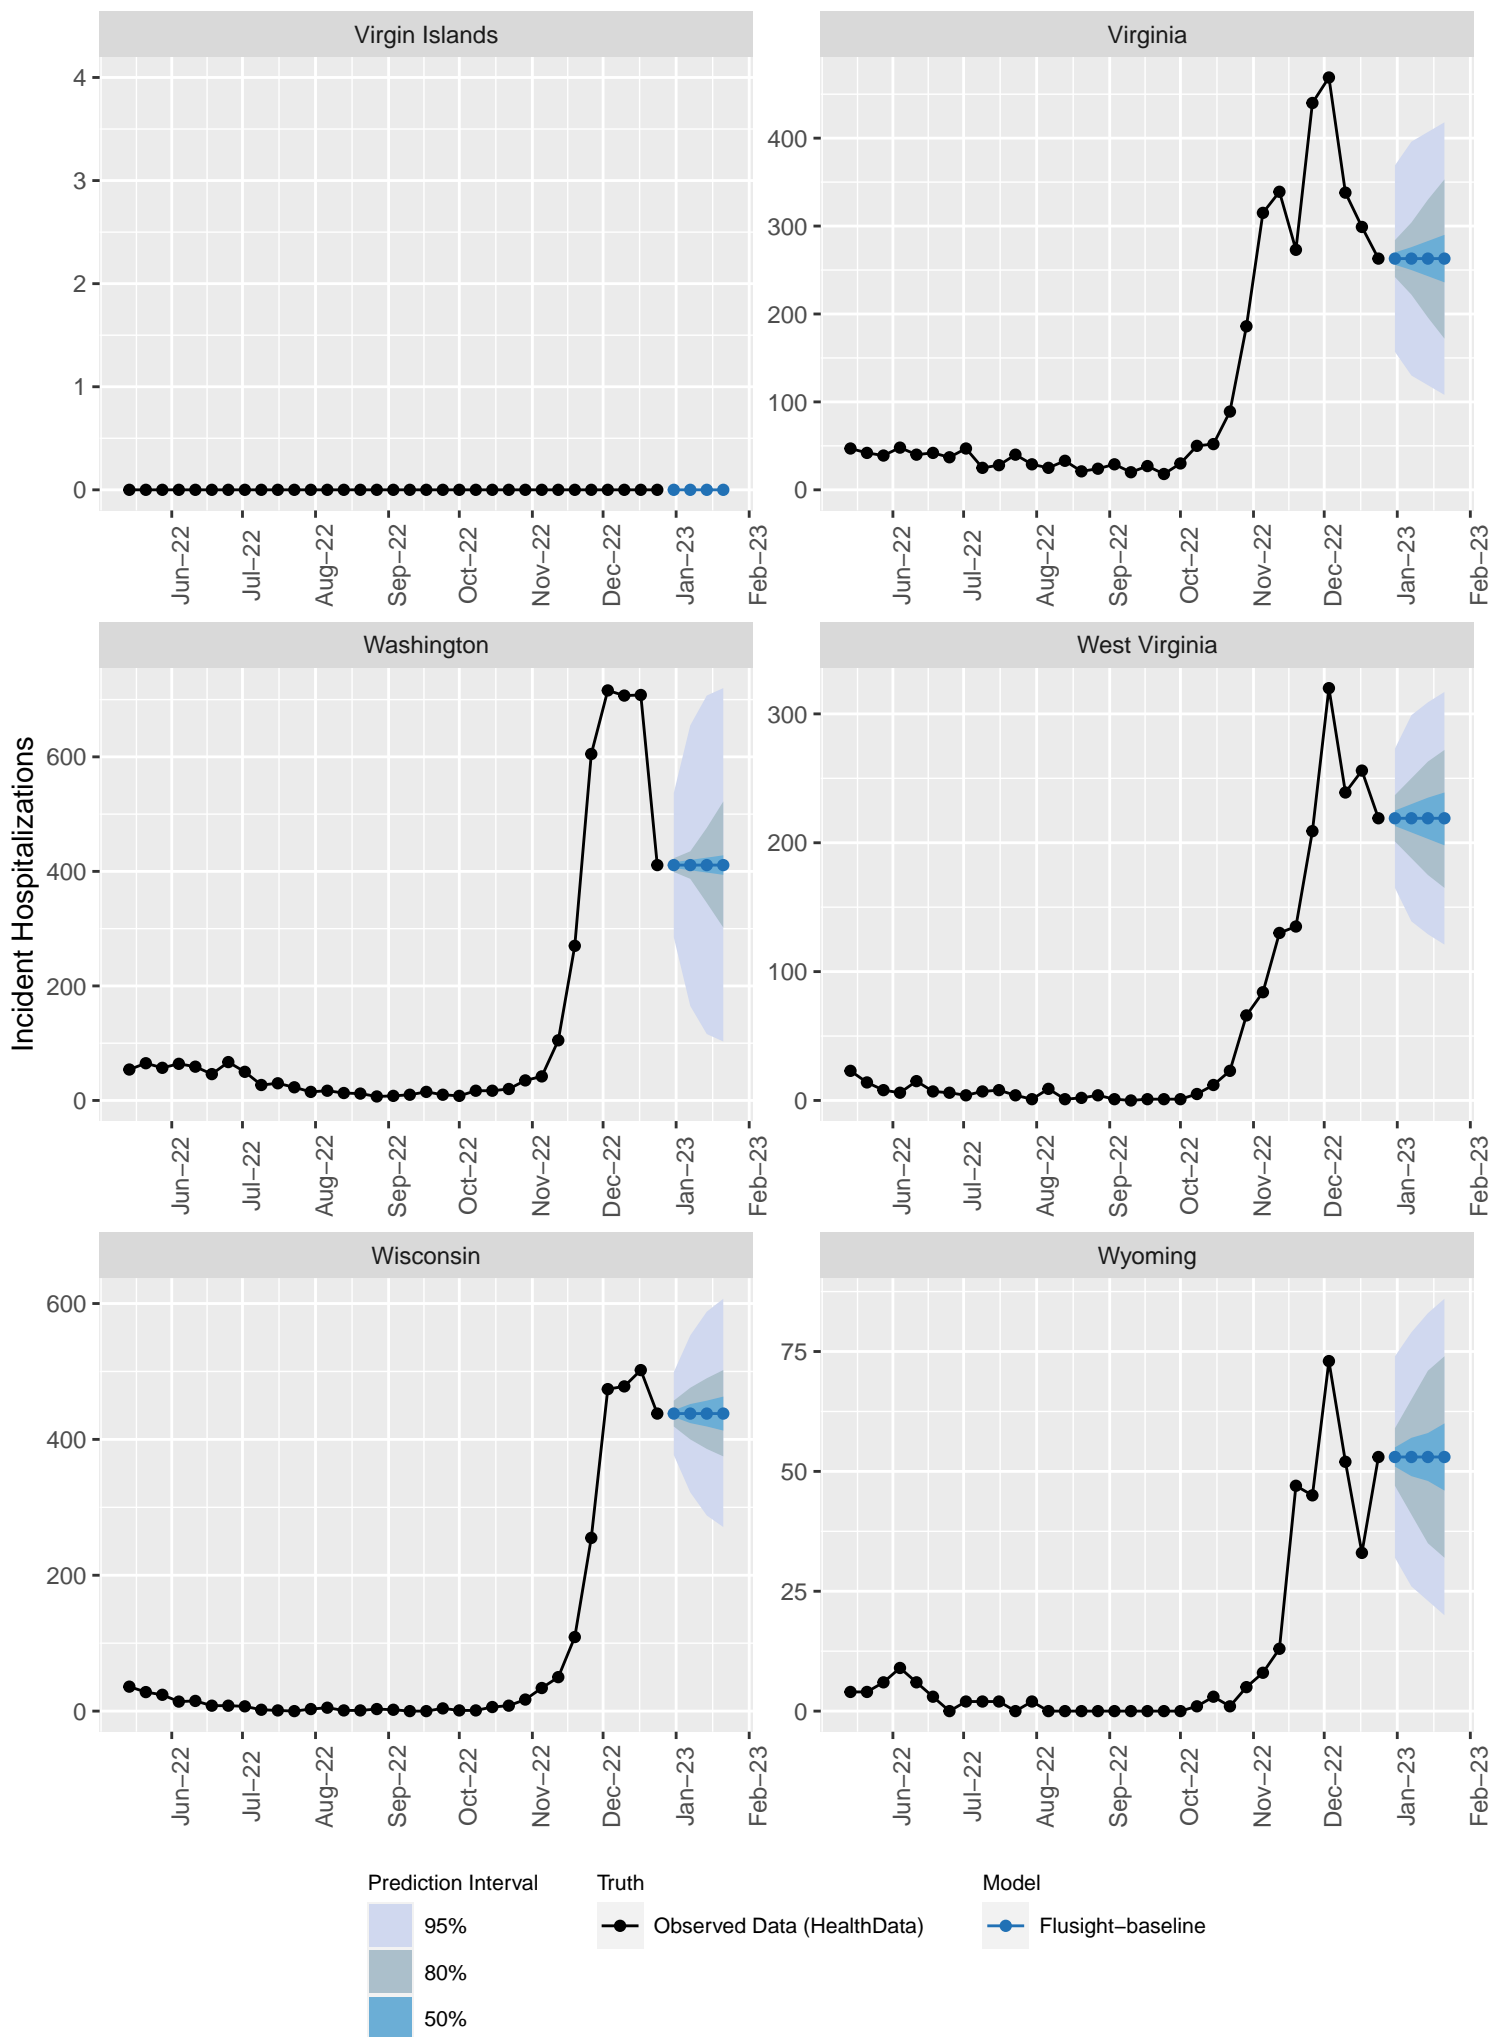 Virgin Islands
Virginia
4
3
2
1
0
400
300
200
100
0
Jun−22
Jul−22
Aug−22
Sep−22
Oct−22
Nov−22
Dec−22
Jan−23
Feb−23
Jun−22
Jul−22
Aug−22
Sep−22
Oct−22
Nov−22
Dec−22
Jan−23
Feb−23
Incident Hospitalizations
Washington
West Virginia
600
400
200
0
300
200
100
0
Jun−22
Jul−22
Aug−22
Sep−22
Oct−22
Nov−22
Dec−22
Jan−23
Feb−23
Jun−22
Jul−22
Aug−22
Sep−22
Oct−22
Nov−22
Dec−22
Jan−23
Feb−23
Wisconsin
Wyoming
600
400
200
0
75
50
25
0
Jun−22
Jul−22
Aug−22
Sep−22
Oct−22
Nov−22
Dec−22
Jan−23
Feb−23
Jun−22
Jul−22
Aug−22
Sep−22
Oct−22
Nov−22
Dec−22
Jan−23
Feb−23
Prediction Interval
95%
80%
50%
Truth
Observed Data (HealthData)
Model
Flusight−baseline